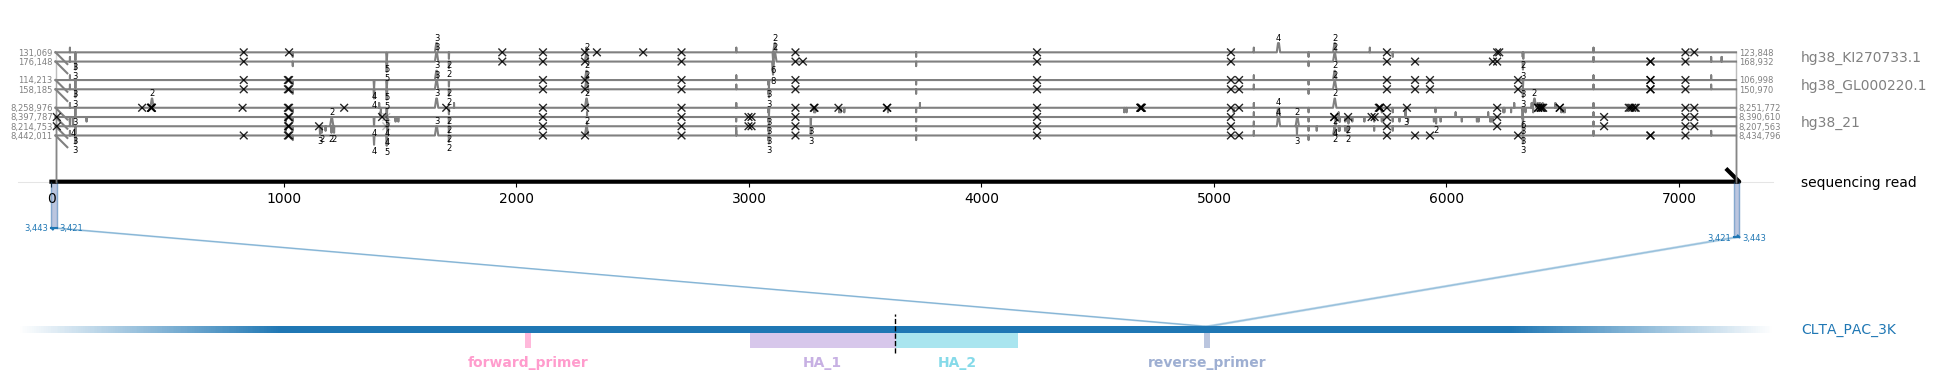 131,069
123,848
hg38_KI270733.1
176,148
168,932
114,213
106,998
hg38_GL000220.1
158,185
150,970
8,258,976
8,251,772
8,397,787
8,390,610
hg38_21
8,214,753
8,207,563
8,442,011
8,434,796
sequencing read
0 1000 2000 3000 4000 5000 6000 7000
3,443 3,421
3,421 3,443
CLTA_PAC_3K
forward_primer HA_1 HA_2 reverse_primer